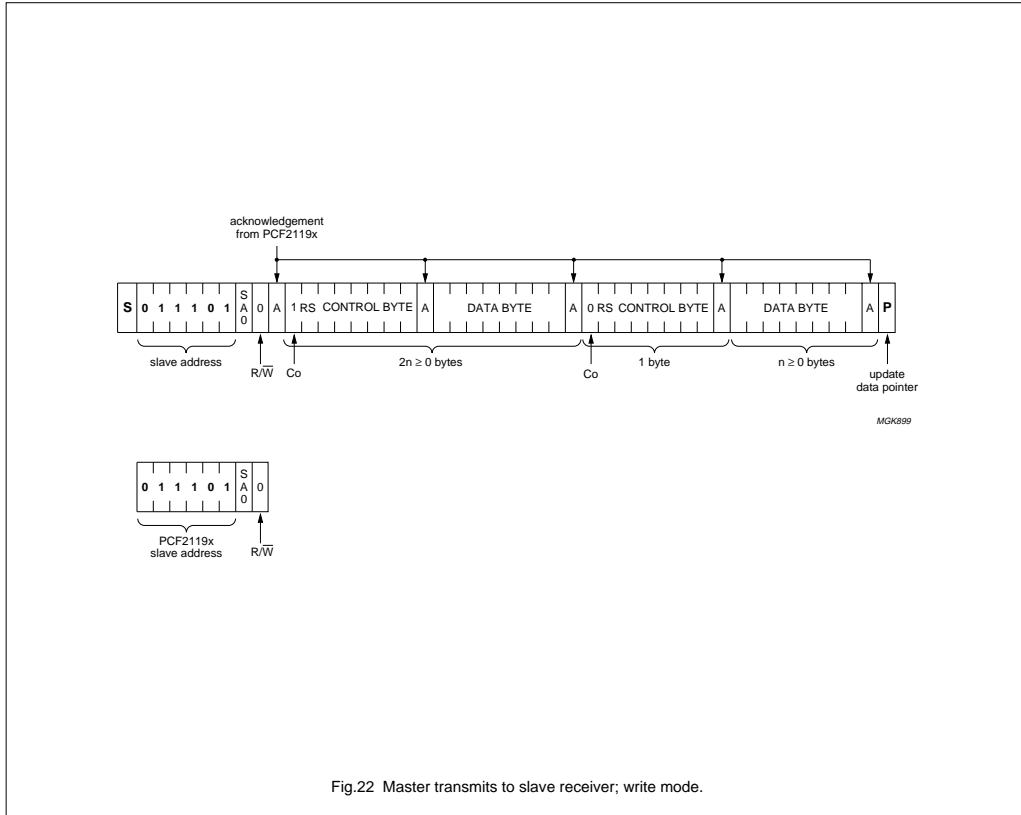 acknowledgement
from PCF2119x
S 0 1 1 1 0 1 S A 0 0 A 1 RS CONTROL BYTE A DATA BYTE A 0 RS CONTROL BYTE A DATA BYTE A P
slave address
R/W̅
Co
2n ≥ 0 bytes
Co
1 byte
n ≥ 0 bytes
update
data pointer
MGK899
0 1 1 1 0 1 S A 0 0
PCF2119x
slave address
R/W̅
Fig.22 Master transmits to slave receiver; write mode.